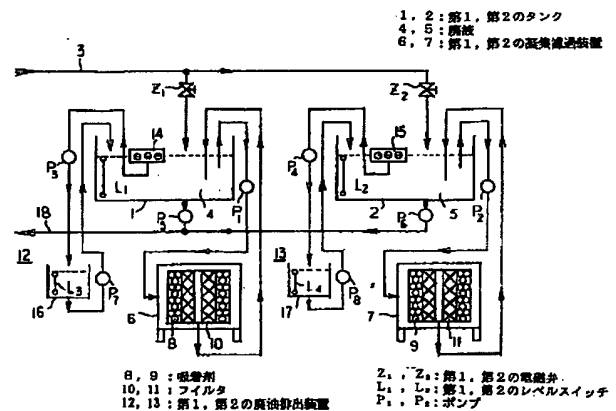 1, 2：第1，第2のタンク
4, 5：廃液
6, 7：第1，第2の凝集濾過装置
3
Z₁
Z₂
14
15
P₃
L₁
1
4
P₁
P₄
L₂
2
5
P₂
18
P₅
P₆
12
13
L₃
P₇
L₄
P₈
16
6
8
10
17
7
9
11
8, 9：吸着剤
10, 11：フイルタ
12, 13：第1，第2の廃油排出装置
Z₁, Z₂：第1，第2の電磁弁
L₁, L₂：第1，第2のレベルスイッチ
P₁, P₂：ポンプ